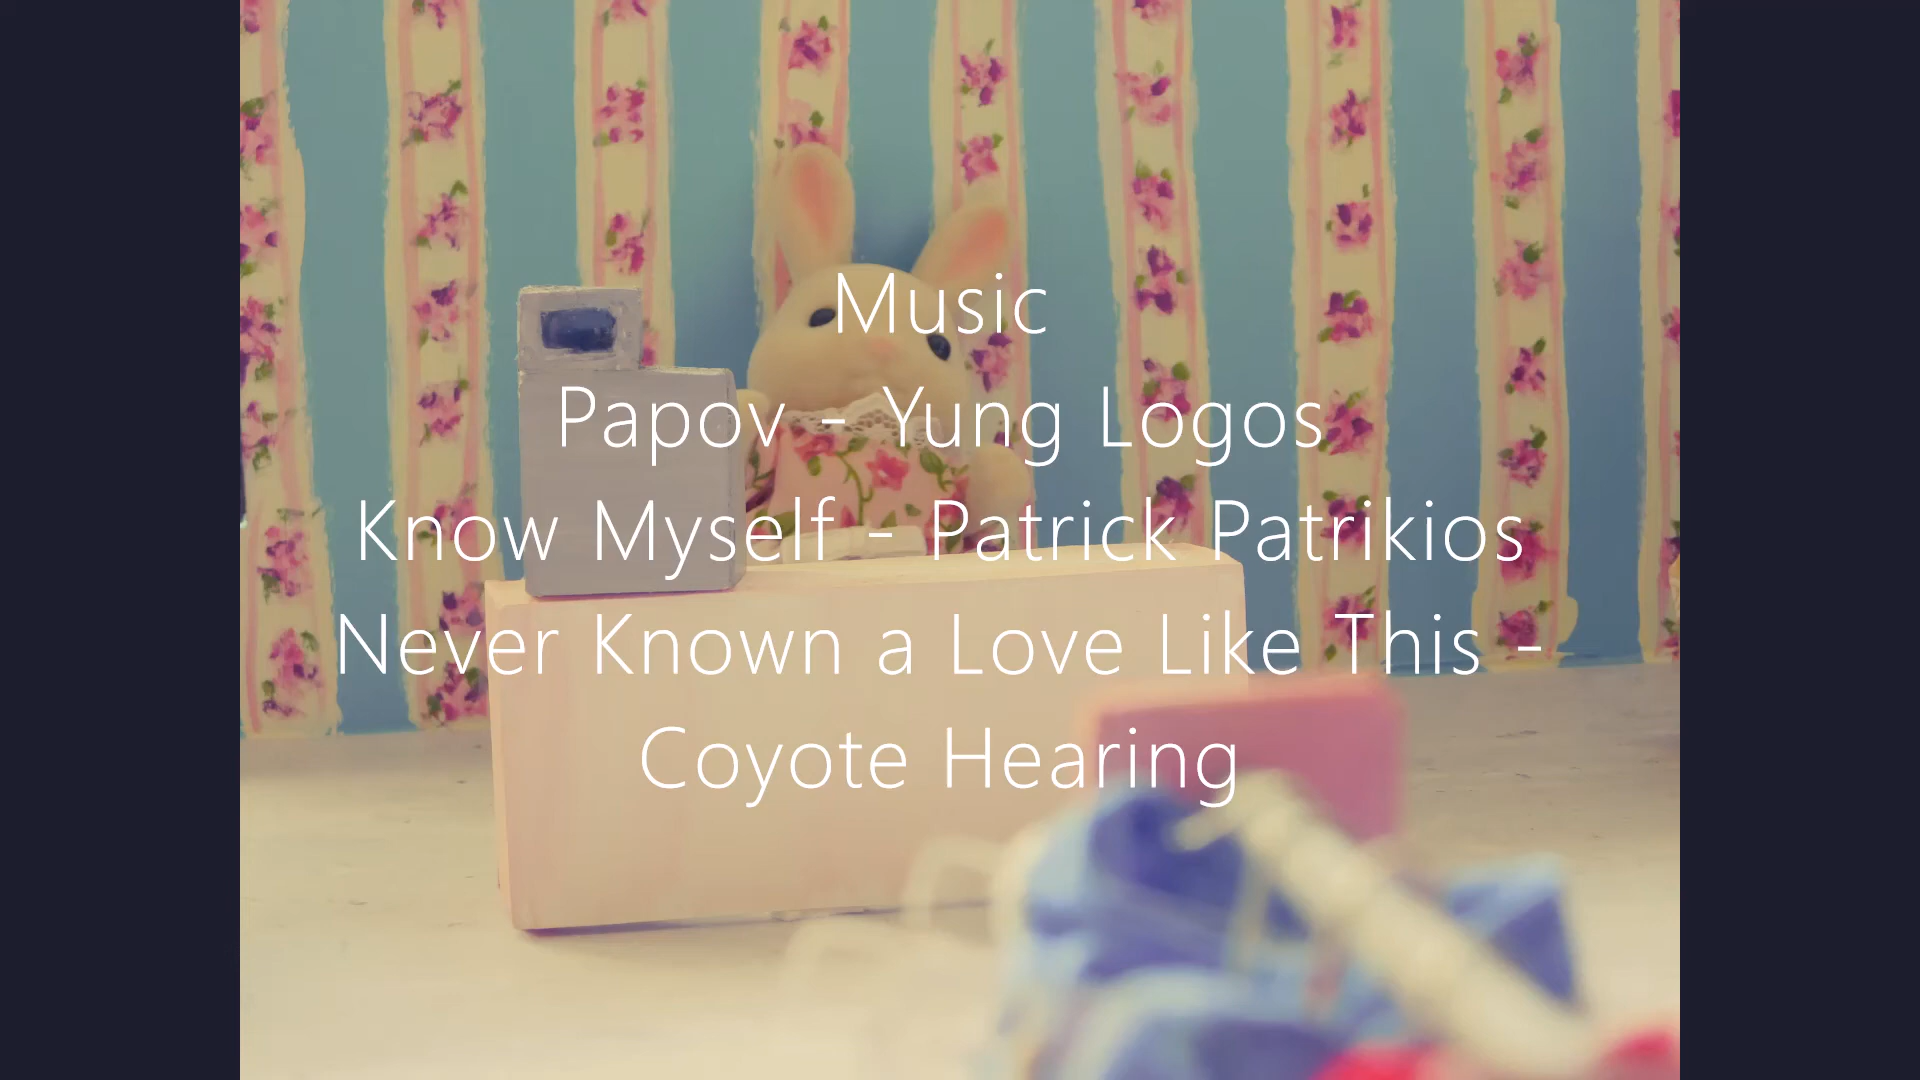 Music
Papov - Yung Logos
Know Myself - Patrick Patrikios
Never Known a Love Like This -
Coyote Hearing